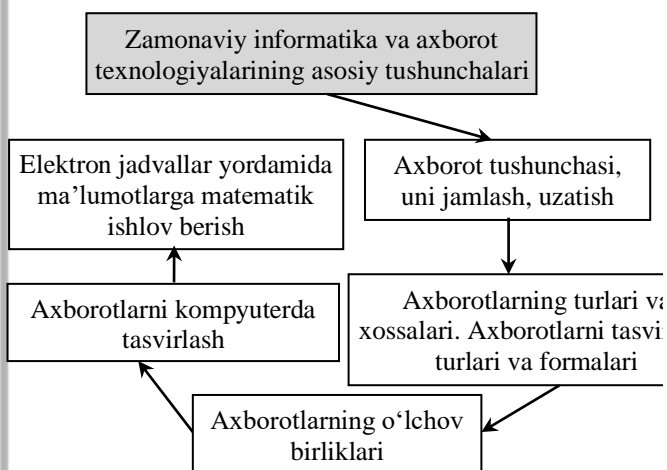 Zamonaviy informatika va axborot
texnologiyalarining asosiy tushunchalari
Axborot tushunchasi,
uni jamlash, uzatish
Axborotlarning turlari va
xossalari. Axborotlarni
turlari va formalari
Axborotlarning o‘lchov
birliklari
Axborotlarni kompyuterda
tasvirlash
Elektron jadvallar yordamida
ma’lumotlarga matematik
ishlov berish